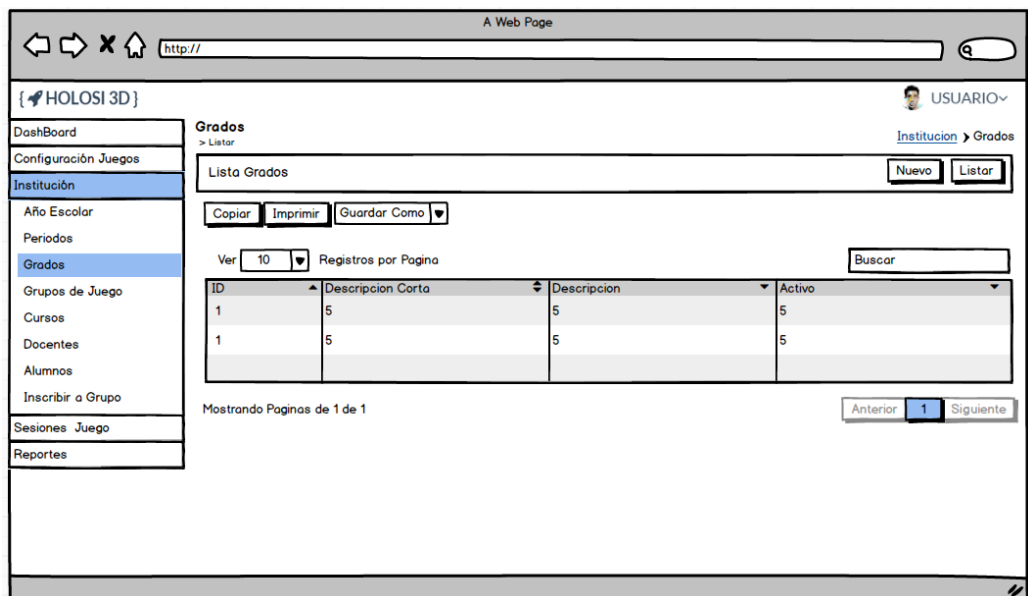 A Web Page
http://
{ HOLOSI 3D }
USUARIO
DashBoard
Configuración Juegos
Institución
Año Escolar
Periodos
Grados
Grupos de Juego
Cursos
Docentes
Alumnos
Inscribir a Grupo
Sesiones Juego
Reportes
Grados
> Listar
Institucion > Grados
Lista Grados
Nuevo Listar
Copiar Imprimir Guardar Como
Ver 10 Registros por Pagina
Buscar
ID Descripcion Corta Descripcion Activo
1 5 5 5
1 5 5 5
Mostrando Paginas de 1 de 1
Anterior 1 Siguiente